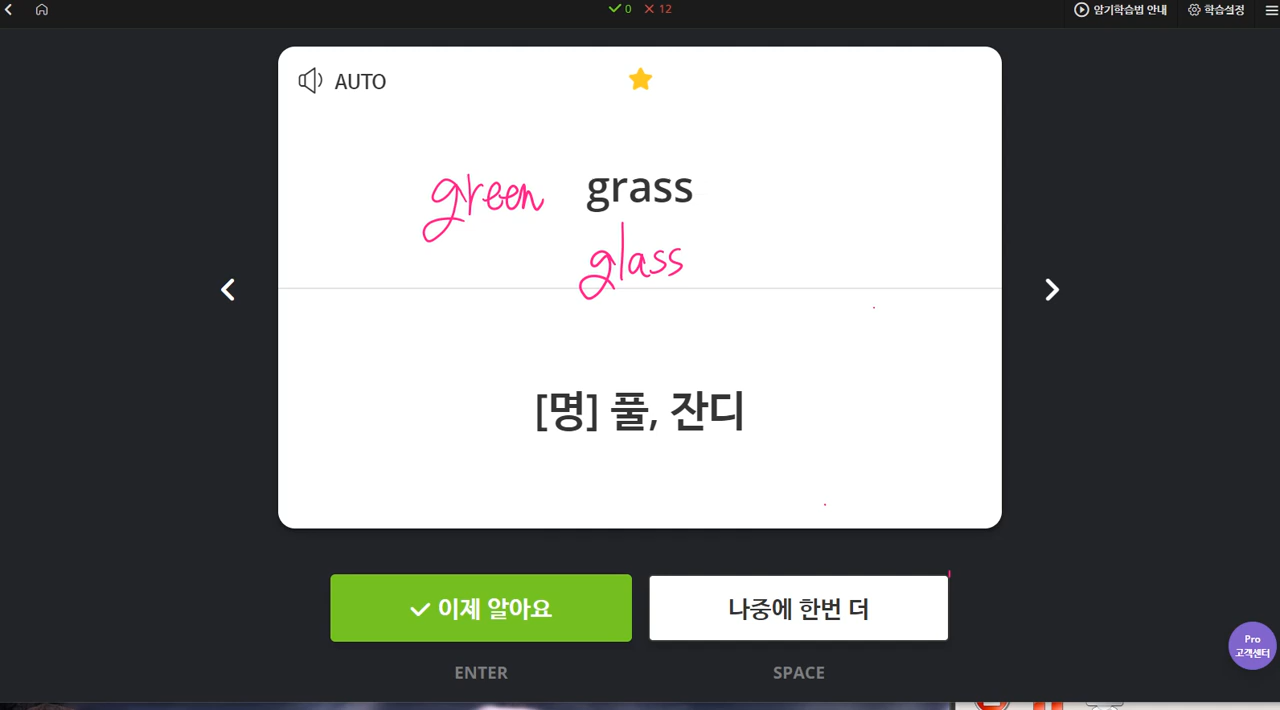 0 12 암기학습법 안내 학습설정
AUTO
green grass
glass
[명] 풀, 잔디
이제 알아요 나중에 한번 더
ENTER SPACE
Pro
고객센터